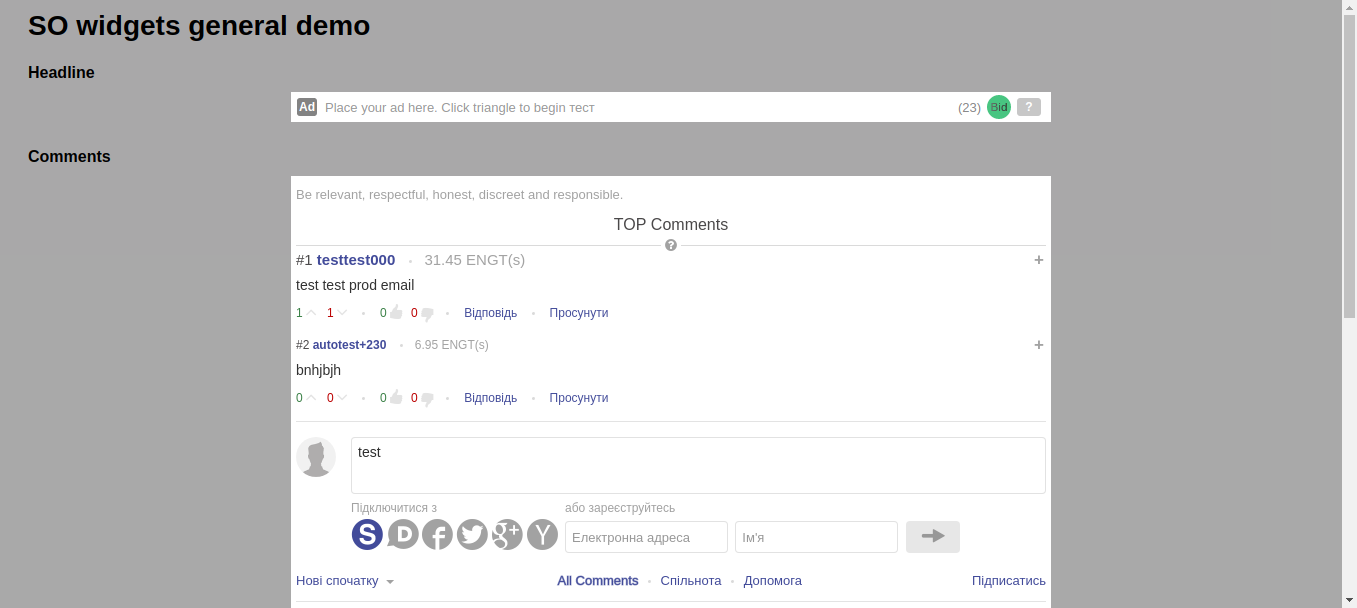 SO widgets general demo
Headline
Ad Place your ad here. Click triangle to begin тест (23) Bid ?
Comments
Be relevant, respectful, honest, discreet and responsible.
TOP Comments
?
#1 testtest000 • 31.45 ENGT(s) +
test test prod email
1 1 • 0 0 • Відповідь • Просунути
#2 autotest+230 • 6.95 ENGT(s) +
bnhjbjh
0 0 • 0 0 • Відповідь • Просунути
test
Підключитися з або зареєструйтесь
S D f g+ Y Електронна адреса Ім'я
Нові спочатку All Comments • Спільнота • Допомога Підписатись